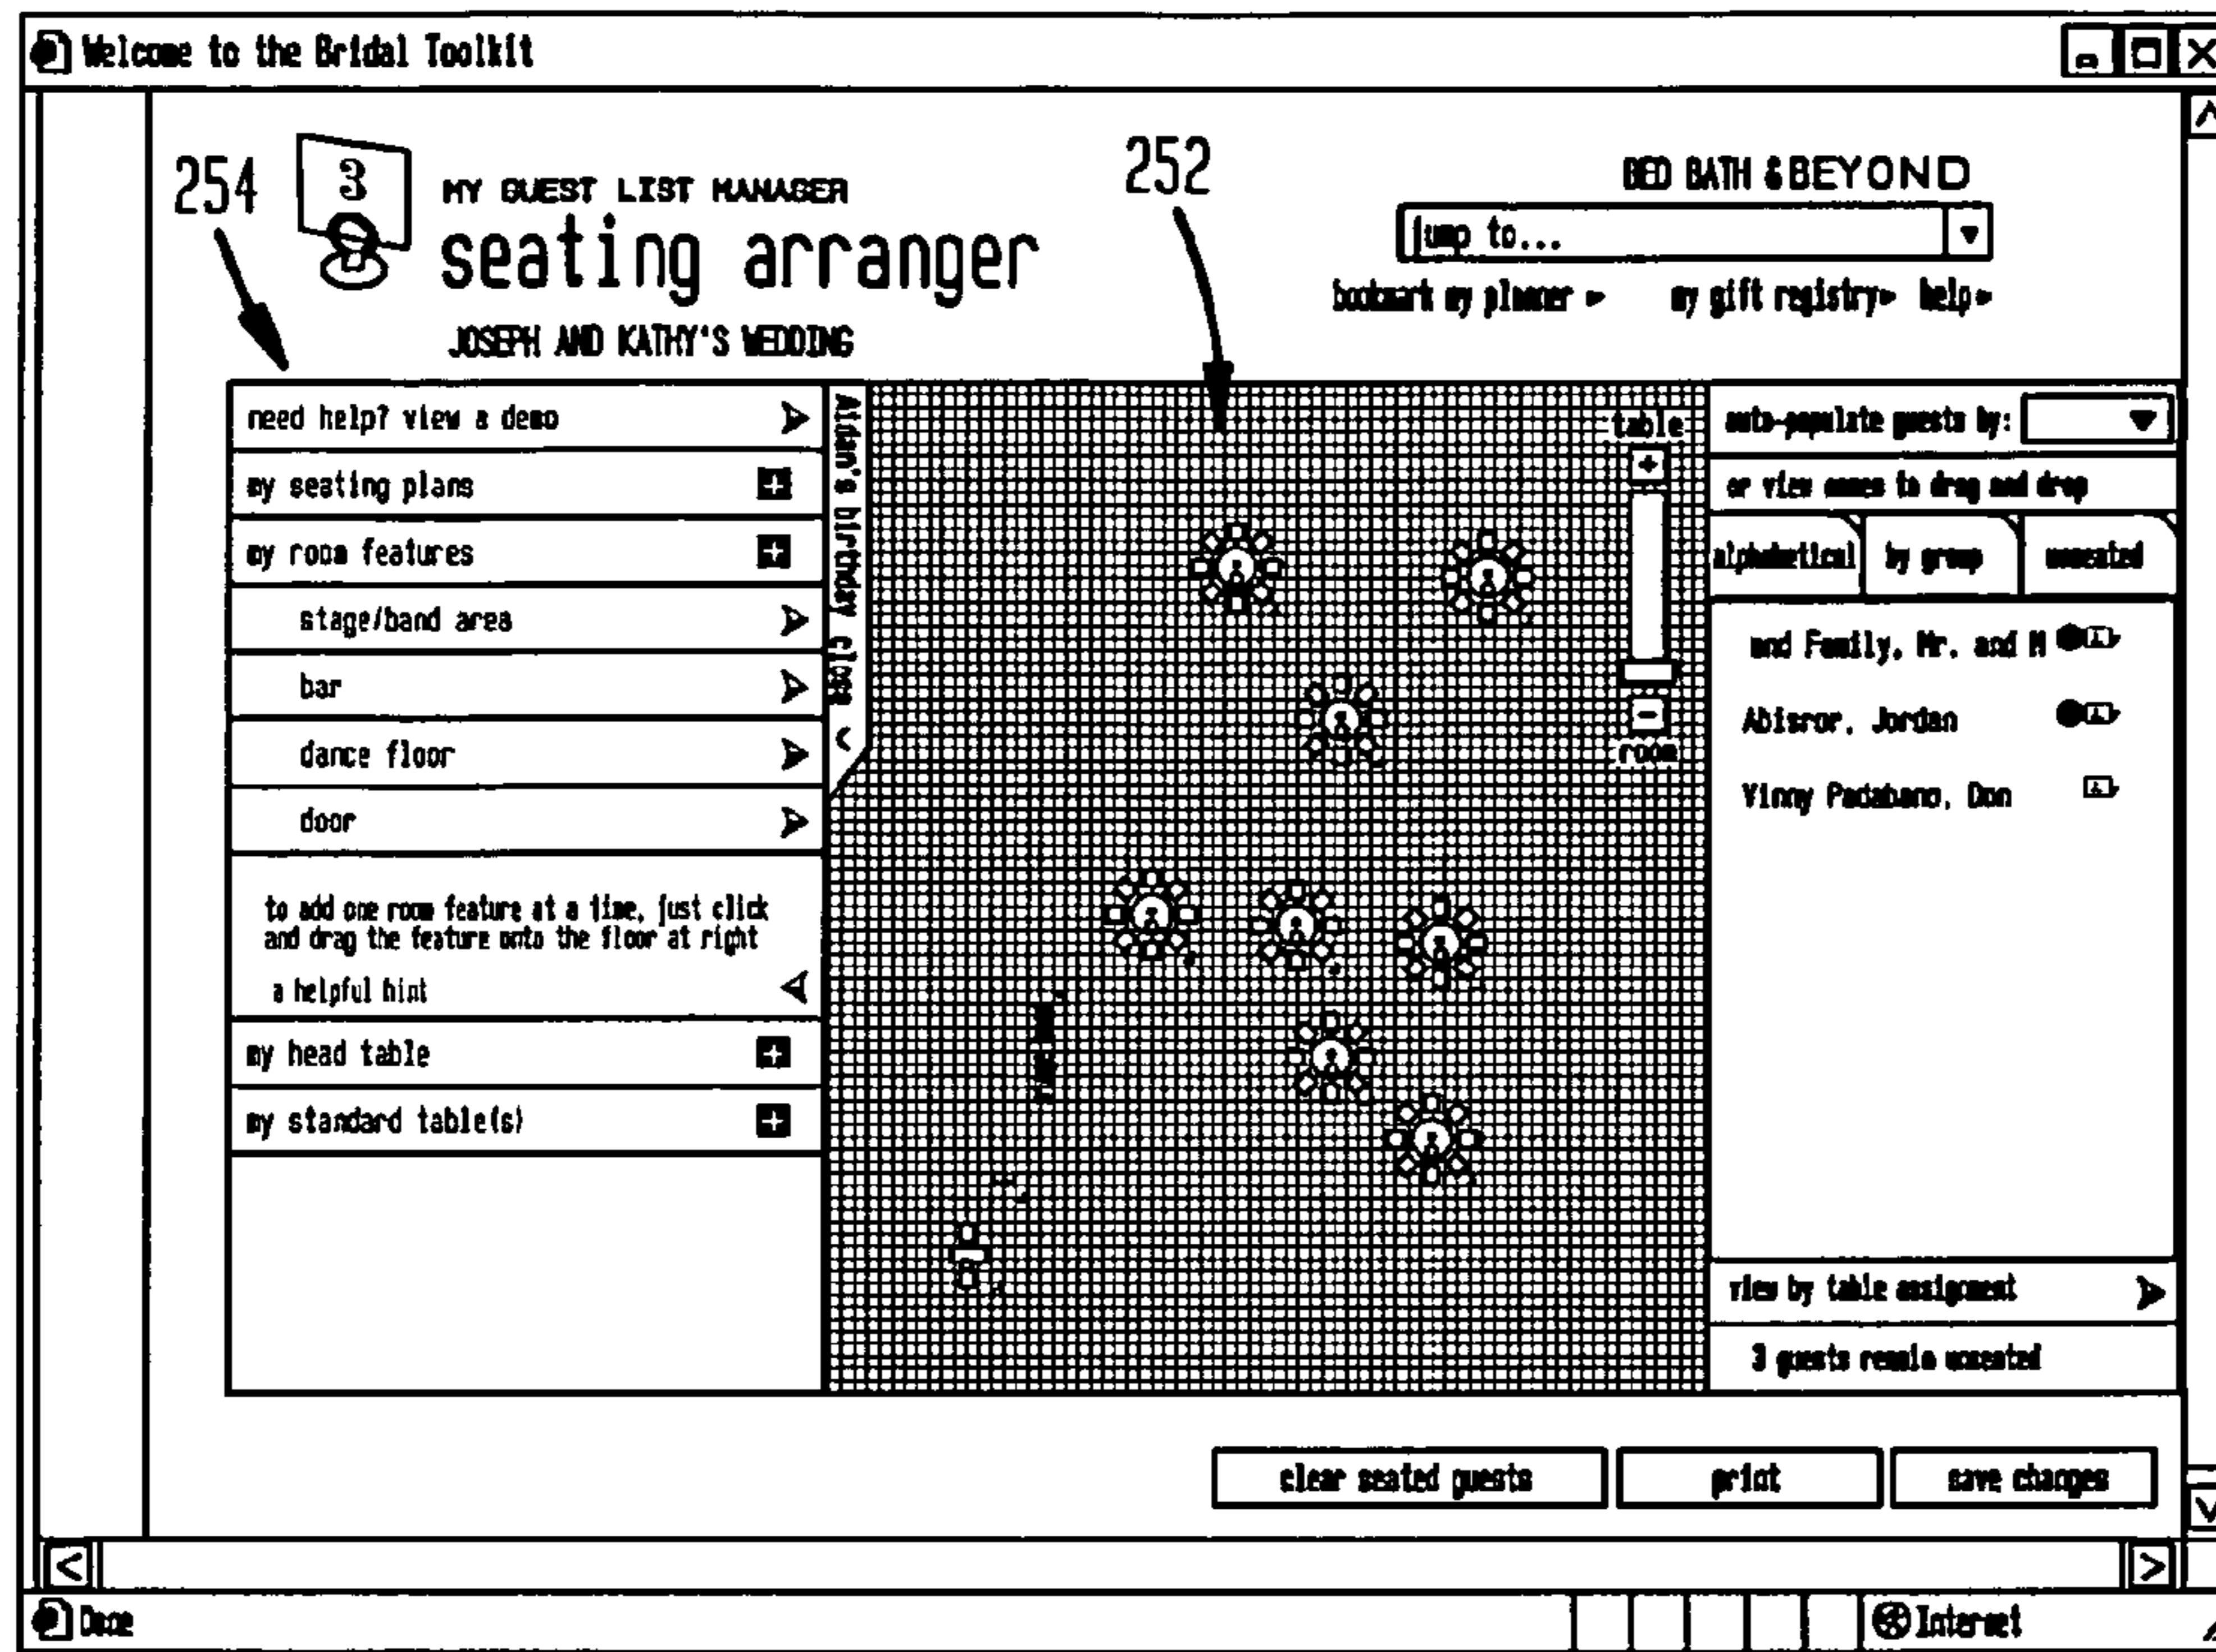 Welcome to the Bridal Toolkit
254
3
MY GUEST LIST MANAGER
seating arranger
JOSEPH AND KATHY'S WEDDING
252
BED BATH & BEYOND
jump to...
bookmark my planner
my gift registry
help
need help? view a demo
my seating plans
my room features
stage/band area
bar
dance floor
door
to add one room feature at a time, just click
and drag the feature onto the floor at right
a helpful hint
my head table
my standard table(s)
Aidan's birthday
table
+
-
room
auto-populate guests by:
or view names to drag and drop
alphabetical
by group
unseated
and Family, Mr. and M
Abisror, Jordan
Vinny Padabano, Don
view by table assignment
3 guests remain unseated
clear seated guests
print
save changes
Done
Internet